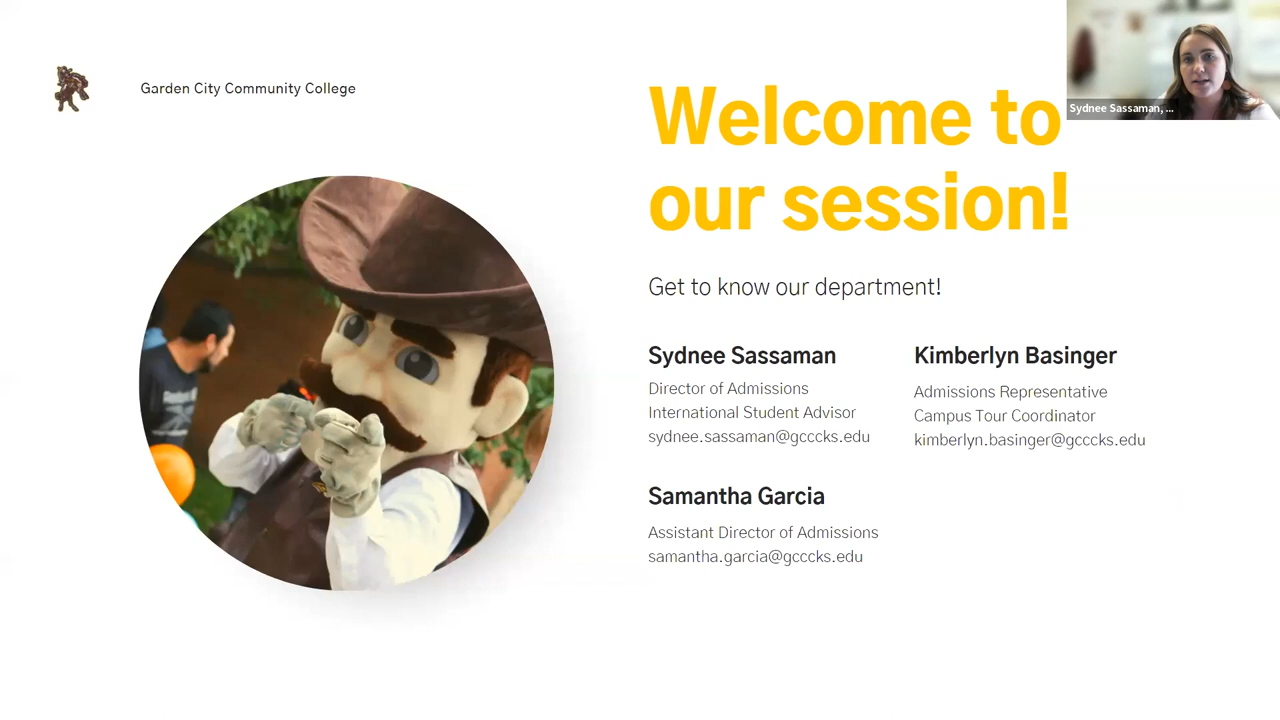 Garden City Community College
Welcome to
our session!
Get to know our department!
Sydnee Sassaman
Director of Admissions
International Student Advisor
sydnee.sassaman@gcccks.edu
Kimberlyn Basinger
Admissions Representative
Campus Tour Coordinator
kimberlyn.basinger@gcccks.edu
Samantha Garcia
Assistant Director of Admissions
samantha.garcia@gcccks.edu
Sydnee Sassaman, ...